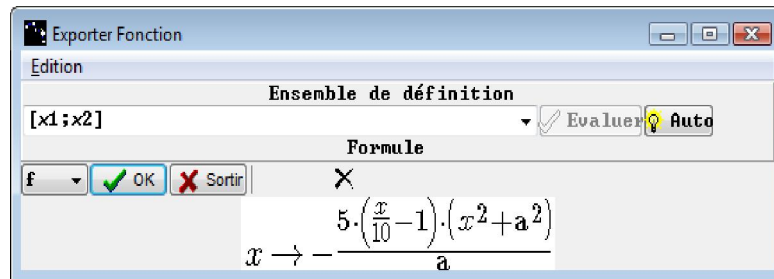 Exporter Fonction
Edition
Ensemble de définition
[x1;x2]
Evaluer Auto
Formule
f OK Sortir
x → −5·(x/10−1)·(x²+a²)/a